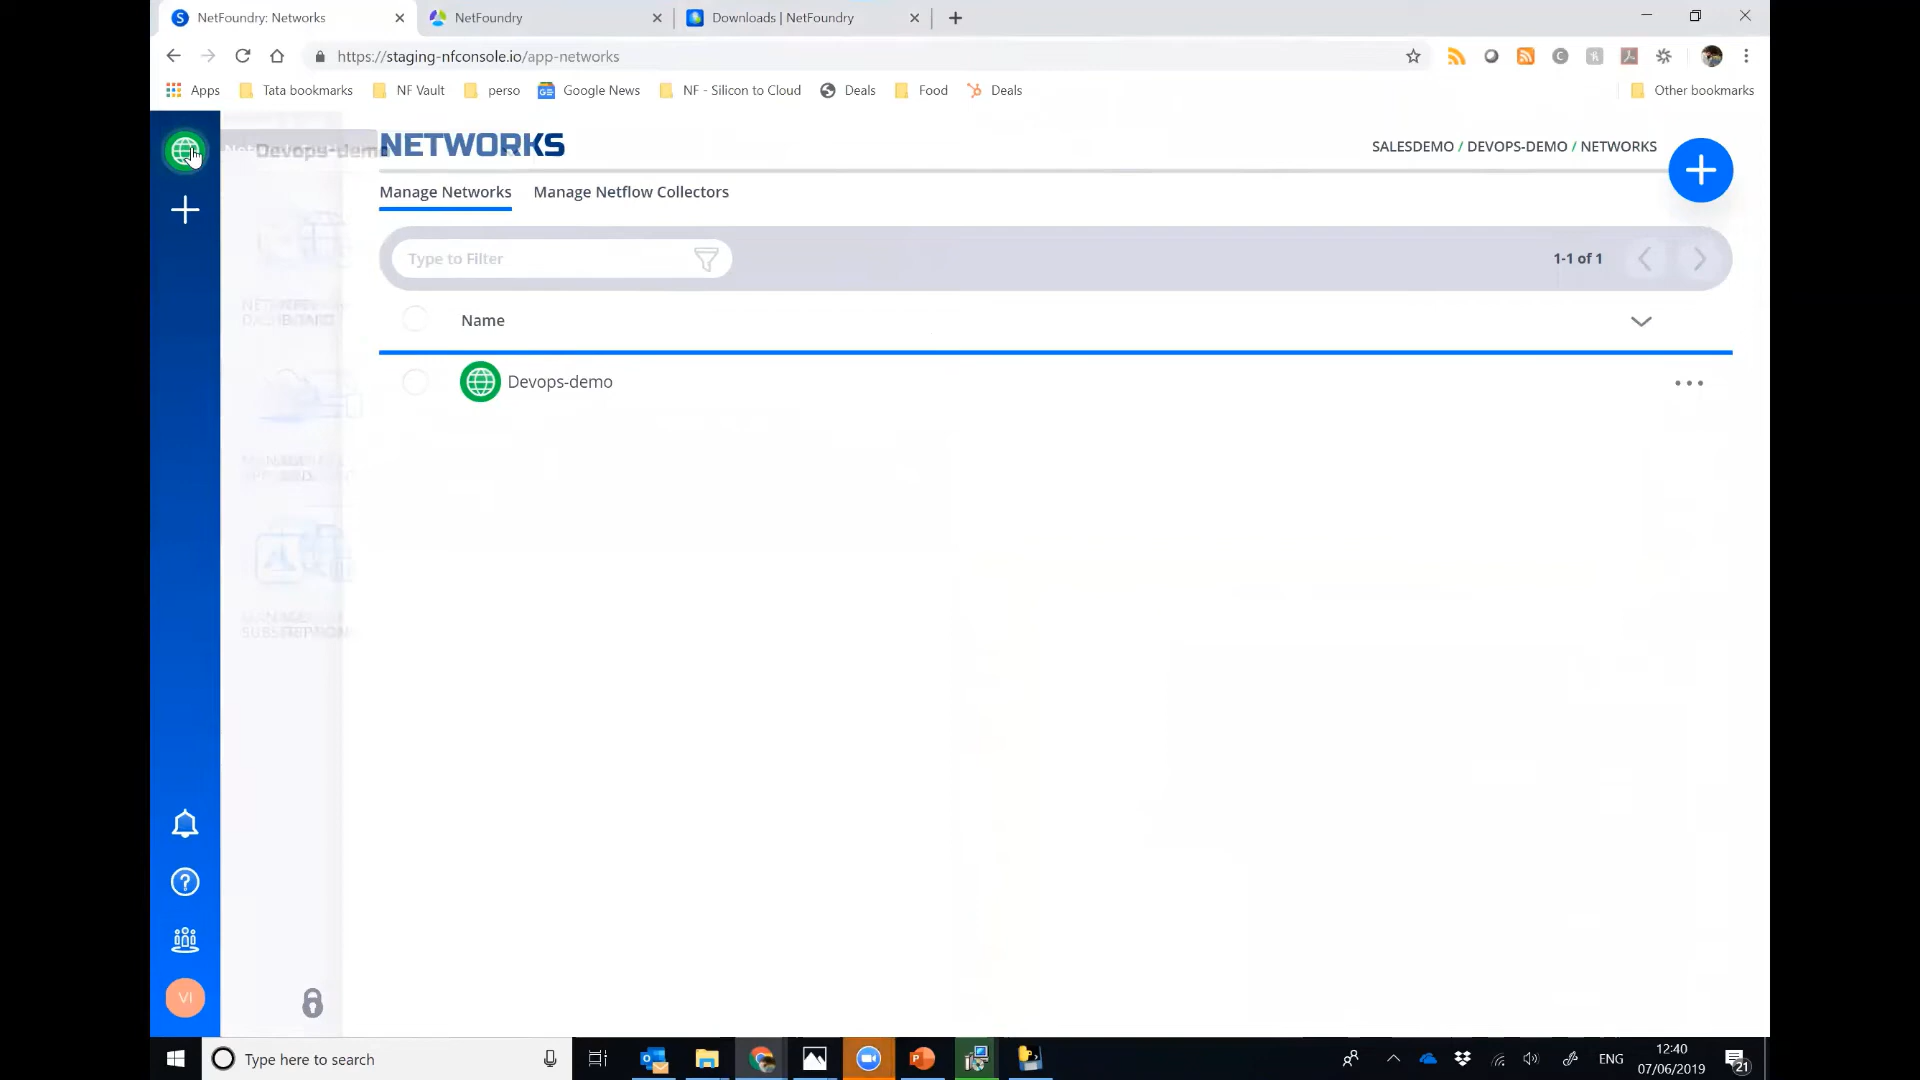 NetFoundry: Networks
NetFoundry
Downloads | NetFoundry
https://staging-nfconsole.io/app-networks
Apps
Tata bookmarks
NF Vault
perso
Google News
NF - Silicon to Cloud
Deals
Food
Deals
Other bookmarks
Devops-demo
NETWORKS
SALESDEMO / DEVOPS-DEMO / NETWORKS
Manage Networks
Manage Netflow Collectors
Type to Filter
1-1 of 1
Name
Devops-demo
VI
Type here to search
ENG
12:40
07/06/2019
21